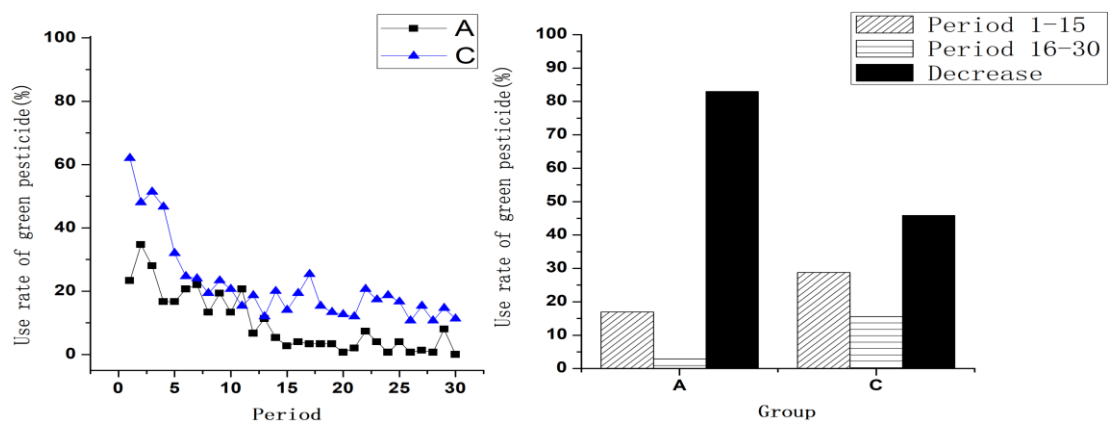 Use rate of green pesticide(%)
100
80
60
40
20
0
0 5 10 15 20 25 30
Period
A
C
Use rate of green pesticide(%)
100
90
80
70
60
50
40
30
20
10
0
A C
Group
Period 1-15
Period 16-30
Decrease